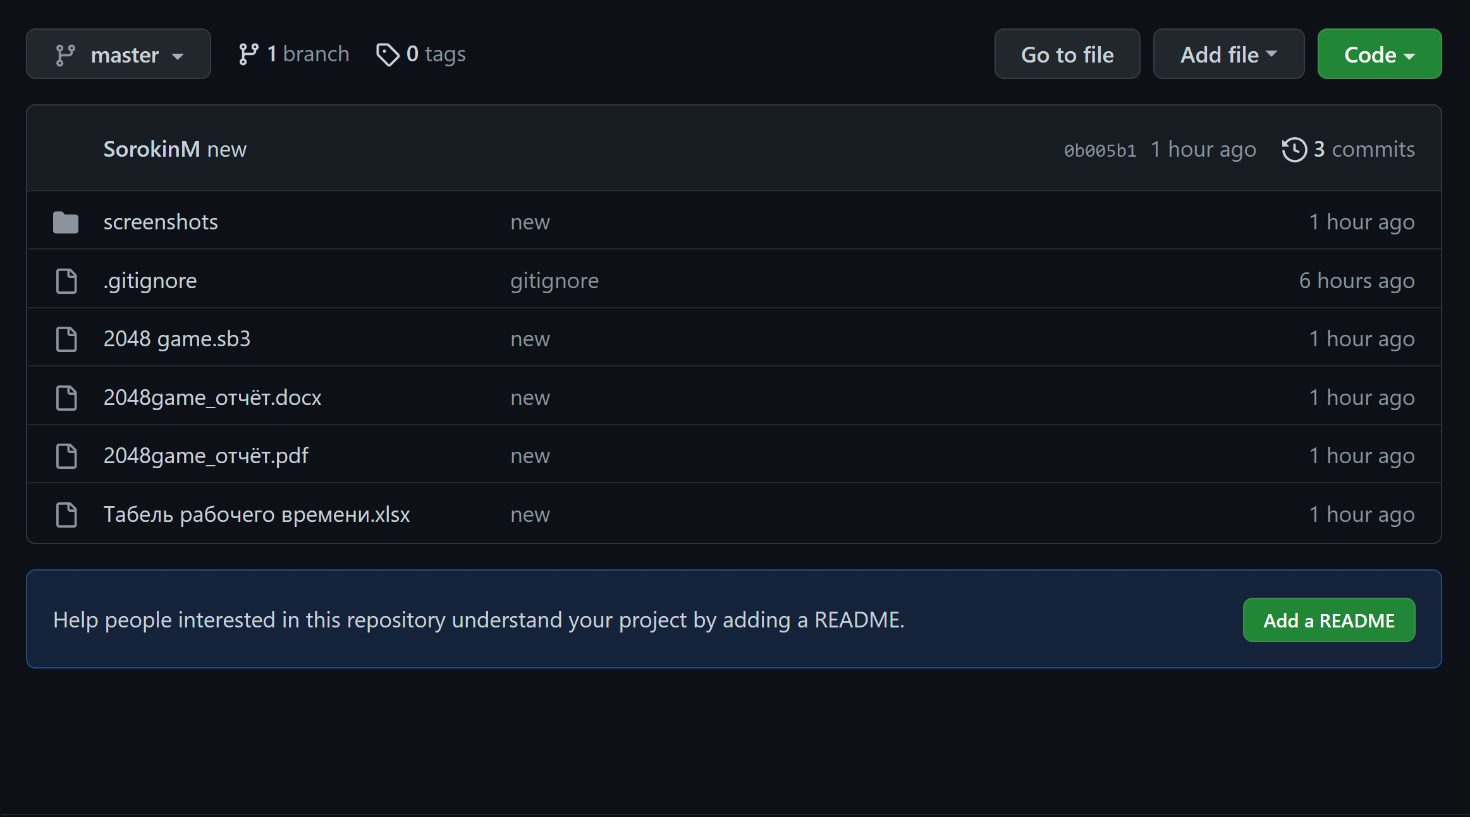 master 1 branch 0 tags Go to file Add file Code
SorokinM new 0b005b1 1 hour ago 3 commits
screenshots new 1 hour ago
.gitignore gitignore 6 hours ago
2048 game.sb3 new 1 hour ago
2048game_отчёт.docx new 1 hour ago
2048game_отчёт.pdf new 1 hour ago
Табель рабочего времени.xlsx new 1 hour ago
Help people interested in this repository understand your project by adding a README. Add a README